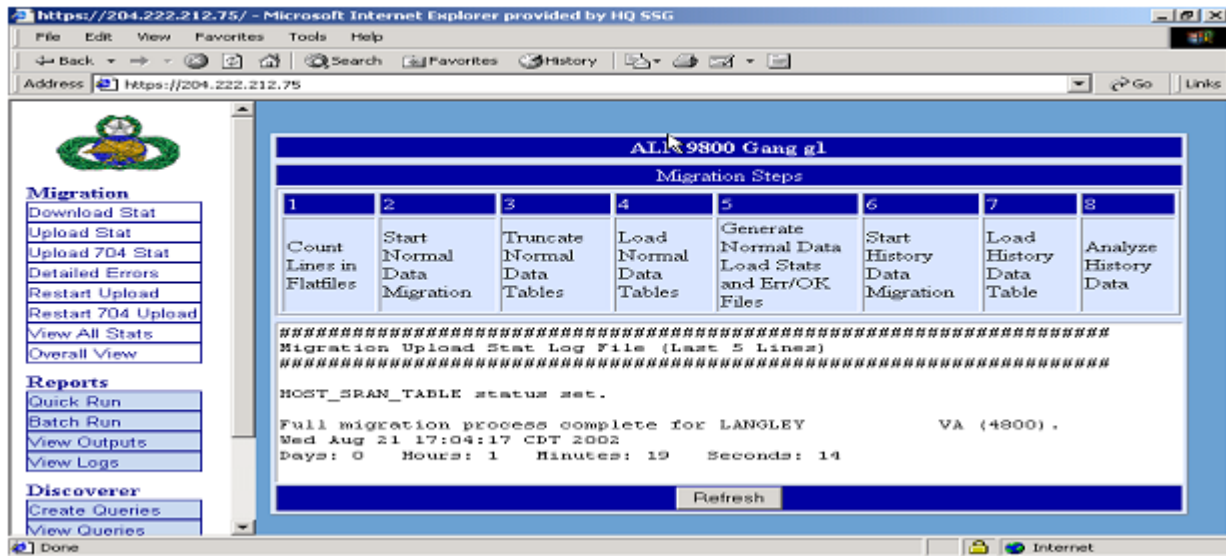 https://204.222.212.75/ - Microsoft Internet Explorer provided by HQ SSG
File Edit View Favorites Tools Help
Back Search Favorites History
Address https://204.222.212.75 Go Links
Migration
Download Stat
Upload Stat
Upload 704 Stat
Detailed Errors
Restart Upload
Restart 704 Upload
View All Stats
Overall View
Reports
Quick Run
Batch Run
View Outputs
View Logs
Discoverer
Create Queries
View Queries
9800 Gang g1
Migration Steps
1 2 3 4 5 6 7 8
Count Lines in Flatfiles
Start Normal Data Migration
Truncate Normal Data Tables
Load Normal Data Tables
Generate Normal Data Load Stats and Err/OK Files
Start History Data Migration
Load History Data Table
Analyze History Data
#####################################################################
Migration Upload Stat Log File (Last 5 Lines)
#####################################################################
HOST_SRAN_TABLE status set.
Full migration process complete for LANGLEY VA (4800).
Wed Aug 21 17:04:17 CDT 2002
Days: 0 Hours: 1 Minutes: 19 Seconds: 14
Refresh
Done Internet